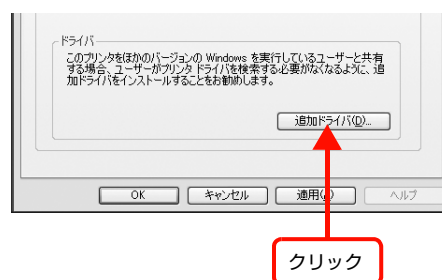 ドライバ
このプリンタをほかのバージョンの Windows を実行しているユーザーと共有
する場合、ユーザーがプリンタ ドライバを検索する必要がなくなるように、追
加ドライバをインストールすることをお勧めします。
追加ドライバ(D)...
OK キャンセル 適用( ) ヘルプ
クリック